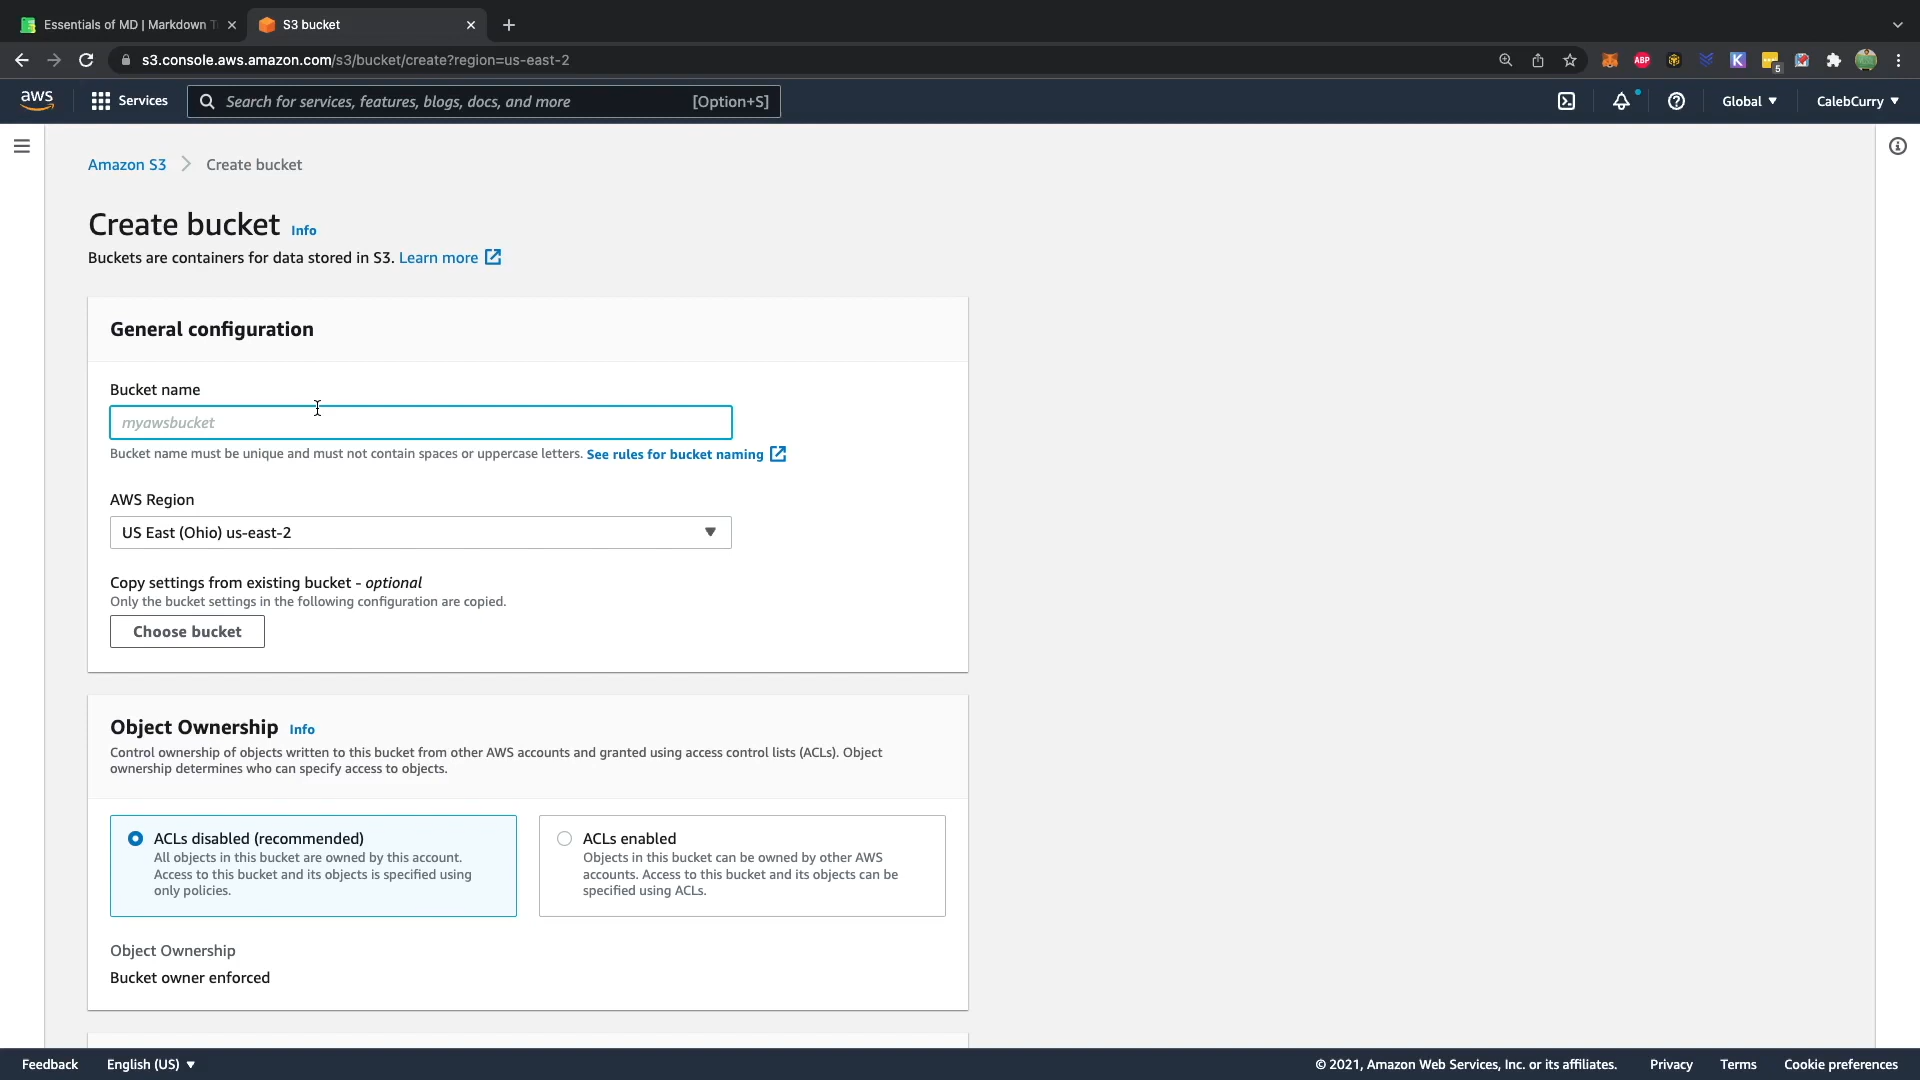 Essentials of MD | Markdown T
S3 bucket
s3.console.aws.amazon.com/s3/bucket/create?region=us-east-2
ABP
K
5
aws
Services
Search for services, features, blogs, docs, and more
[Option+S]
Global
CalebCurry
Amazon S3
Create bucket
Create bucket Info
Buckets are containers for data stored in S3. Learn more
General configuration
Bucket name
myawsbucket
Bucket name must be unique and must not contain spaces or uppercase letters. See rules for bucket naming
AWS Region
US East (Ohio) us-east-2
Copy settings from existing bucket - optional
Only the bucket settings in the following configuration are copied.
Choose bucket
Object Ownership Info
Control ownership of objects written to this bucket from other AWS accounts and granted using access control lists (ACLs). Object
ownership determines who can specify access to objects.
ACLs disabled (recommended)
All objects in this bucket are owned by this account.
Access to this bucket and its objects is specified using
only policies.
ACLs enabled
Objects in this bucket can be owned by other AWS
accounts. Access to this bucket and its objects can be
specified using ACLs.
Object Ownership
Bucket owner enforced
Feedback
English (US)
© 2021, Amazon Web Services, Inc. or its affiliates.
Privacy
Terms
Cookie preferences